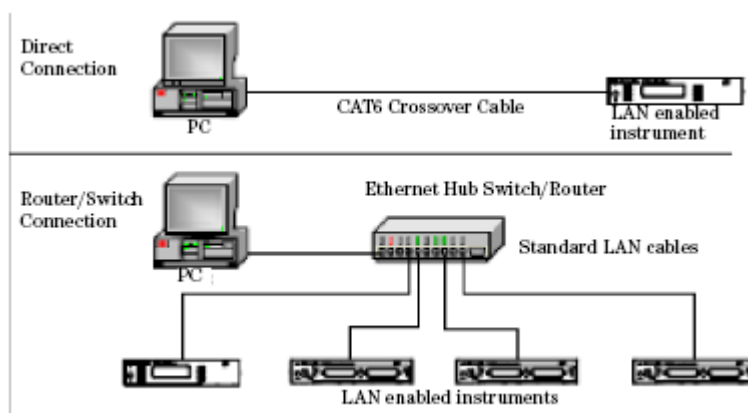 Direct
Connection
PC
CAT6 Crossover Cable
LAN enabled
instrument
Router/Switch
Connection
Ethernet Hub Switch/Router
PC
Standard LAN cables
LAN enabled instruments